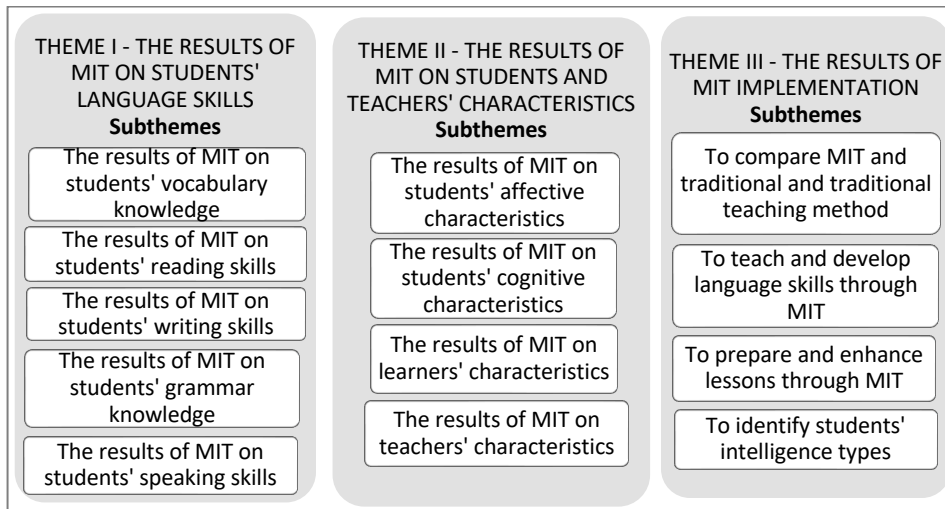 THEME I - THE RESULTS OF
MIT ON STUDENTS'
LANGUAGE SKILLS
Subthemes
The results of MIT on
students' vocabulary
knowledge
The results of MIT on
students' reading skills
The results of MIT on
students' writing skills
The results of MIT on
students' grammar
knowledge
The results of MIT on
students' speaking skills
THEME II - THE RESULTS OF
MIT ON STUDENTS AND
TEACHERS' CHARACTERISTICS
Subthemes
The results of MIT on
students' affective
characteristics
The results of MIT on
students' cognitive
characteristics
The results of MIT on
learners' characteristics
The results of MIT on
teachers' characteristics
THEME III - THE RESULTS OF
MIT IMPLEMENTATION
Subthemes
To compare MIT and
traditional and traditional
teaching method
To teach and develop
language skills through
MIT
To prepare and enhance
lessons through MIT
To identify students'
intelligence types